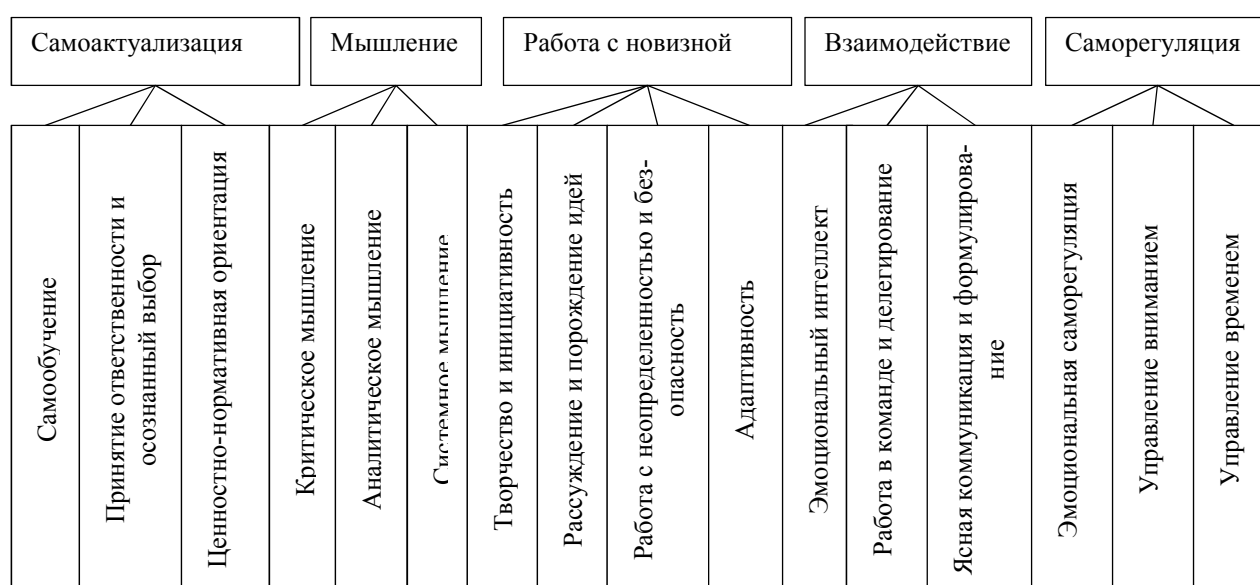 Самоактуализация
Мышление
Работа с новизной
Взаимодействие
Саморегуляция
Самообучение
Принятие ответственности и
осознанный выбор
Ценностно-нормативная ориентация
Критическое мышление
Аналитическое мышление
Системное мышление
Творчество и инициативность
Рассуждение и порождение идей
Работа с неопределенностью и без-
опасность
Адаптивность
Эмоциональный интеллект
Работа в команде и делегирование
Ясная коммуникация и формулирова-
ние
Эмоциональная саморегуляция
Управление вниманием
Управление временем